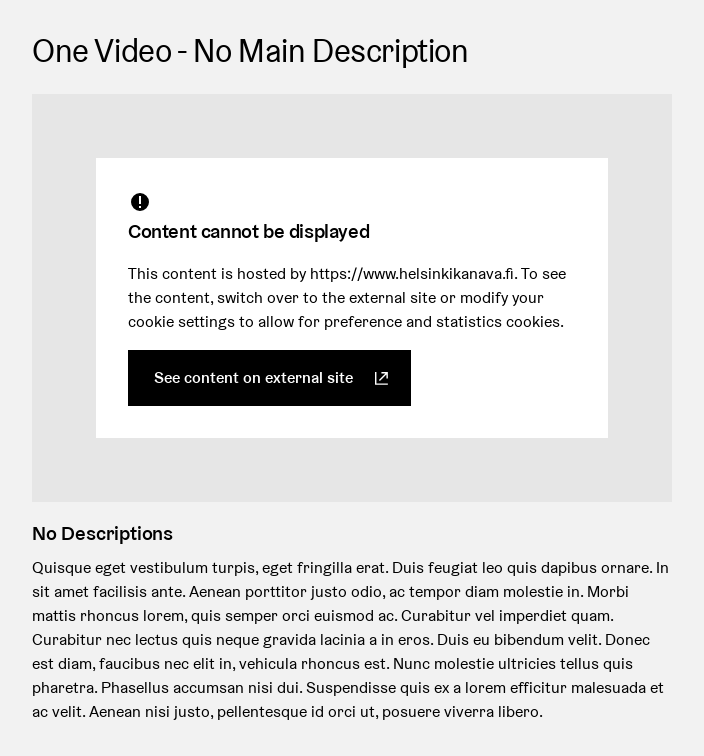 One Video - No Main Description
Content cannot be displayed
This content is hosted by https://www.helsinkikanava.fi. To see
the content, switch over to the external site or modify your
cookie settings to allow for preference and statistics cookies.
See content on external site
No Descriptions
Quisque eget vestibulum turpis, eget fringilla erat. Duis feugiat leo quis dapibus ornare. In
sit amet facilisis ante. Aenean porttitor justo odio, ac tempor diam molestie in. Morbi
mattis rhoncus lorem, quis semper orci euismod ac. Curabitur vel imperdiet quam.
Curabitur nec lectus quis neque gravida lacinia a in eros. Duis eu bibendum velit. Donec
est diam, faucibus nec elit in, vehicula rhoncus est. Nunc molestie ultricies tellus quis
pharetra. Phasellus accumsan nisi dui. Suspendisse quis ex a lorem efficitur malesuada et
ac velit. Aenean nisi justo, pellentesque id orci ut, posuere viverra libero.